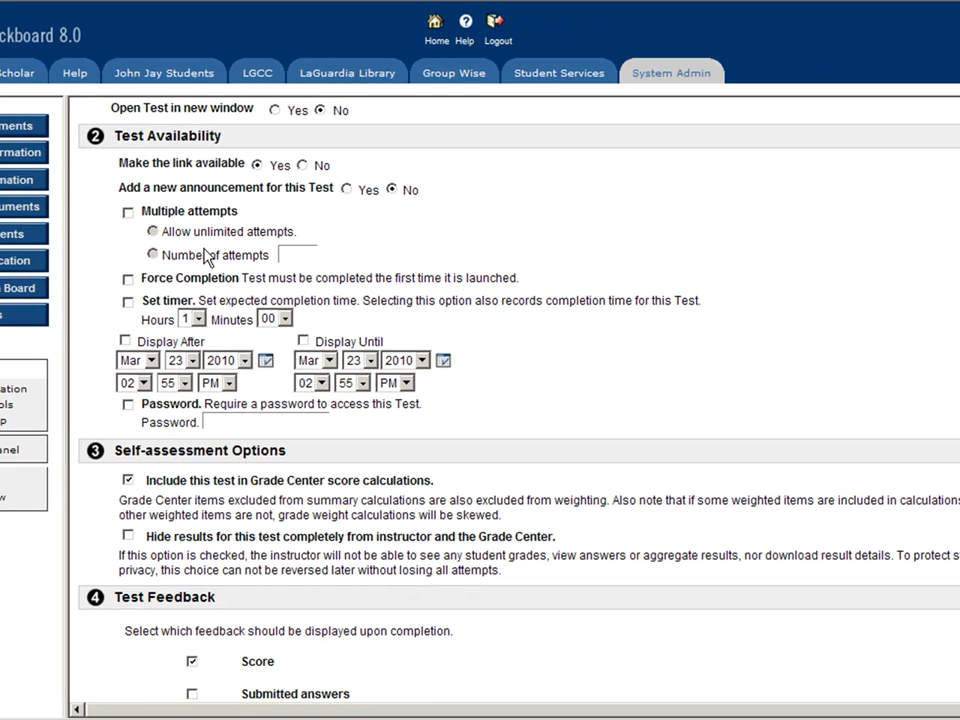 ckboard 8.0
Home Help Logout
cholar Help John Jay Students LGCC LaGuardia Library Group Wise Student Services System Admin
ments
rmation
mation
uments
ents
cation
Board
s
ation
ols
p
anel
w
Open Test in new window Yes No
2 Test Availability
Make the link available Yes No
Add a new announcement for this Test Yes No
Multiple attempts
Allow unlimited attempts.
Number of attempts
Force Completion Test must be completed the first time it is launched.
Set timer. Set expected completion time. Selecting this option also records completion time for this Test.
Hours 1 Minutes 00
Display After Display Until
Mar 23 2010 Mar 23 2010
02 55 PM 02 55 PM
Password. Require a password to access this Test.
Password.
3 Self-assessment Options
Include this test in Grade Center score calculations.
Grade Center items excluded from summary calculations are also excluded from weighting. Also note that if some weighted items are included in calculations
other weighted items are not, grade weight calculations will be skewed.
Hide results for this test completely from instructor and the Grade Center.
If this option is checked, the instructor will not be able to see any student grades, view answers or aggregate results, nor download result details. To protect s
privacy, this choice can not be reversed later without losing all attempts.
4 Test Feedback
Select which feedback should be displayed upon completion.
Score
Submitted answers